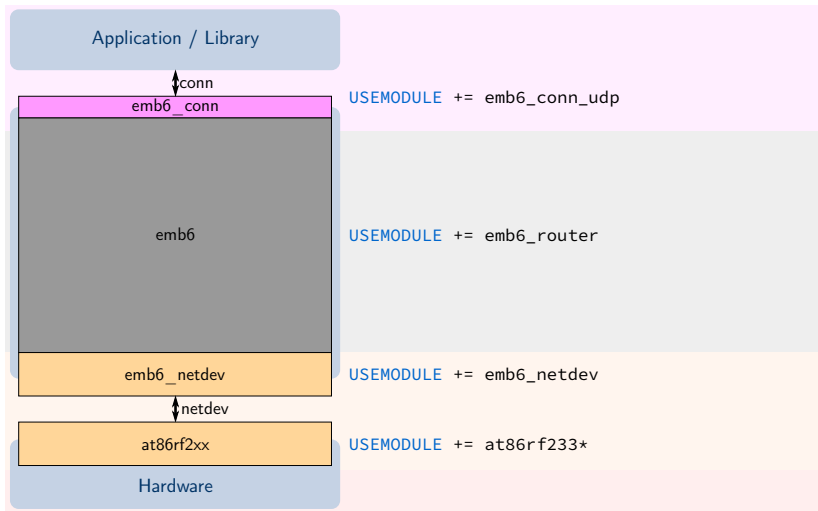 Application / Library
conn
emb6_conn
USEMODULE += emb6_conn_udp
emb6
USEMODULE += emb6_router
emb6_netdev
USEMODULE += emb6_netdev
netdev
at86rf2xx
USEMODULE += at86rf233*
Hardware